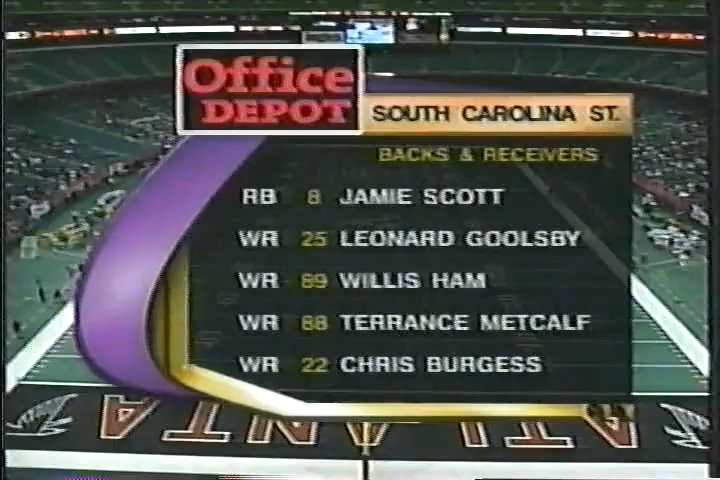 Office
DEPOT
SOUTH CAROLINA ST.
BACKS & RECEIVERS
RB 8 JAMIE SCOTT
WR 25 LEONARD GOOLSBY
WR 89 WILLIS HAM
WR 88 TERRANCE METCALF
WR 22 CHRIS BURGESS
ATLANTA